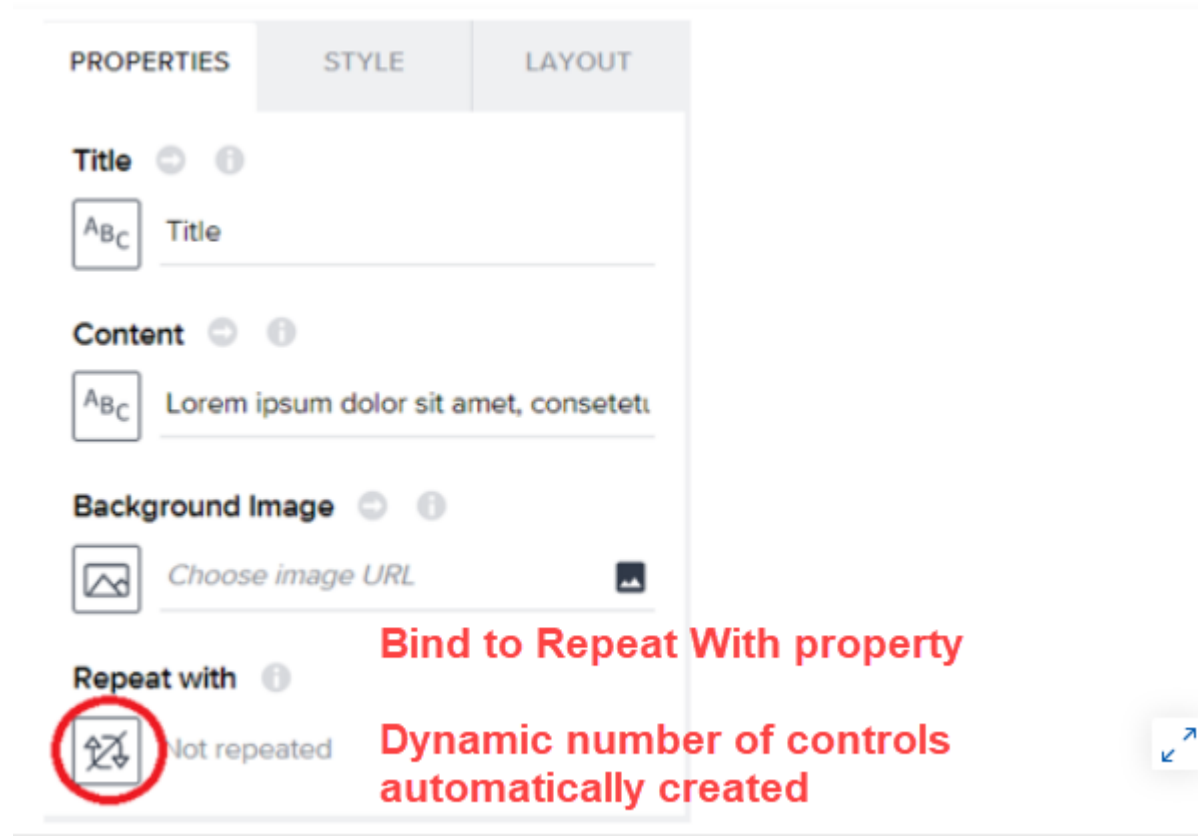 PROPERTIES STYLE LAYOUT
Title
ABC Title
Content
ABC Lorem ipsum dolor sit amet, consetetu
Background Image
Choose image URL
Bind to Repeat With property
Repeat with
Not repeated
Dynamic number of controls
automatically created